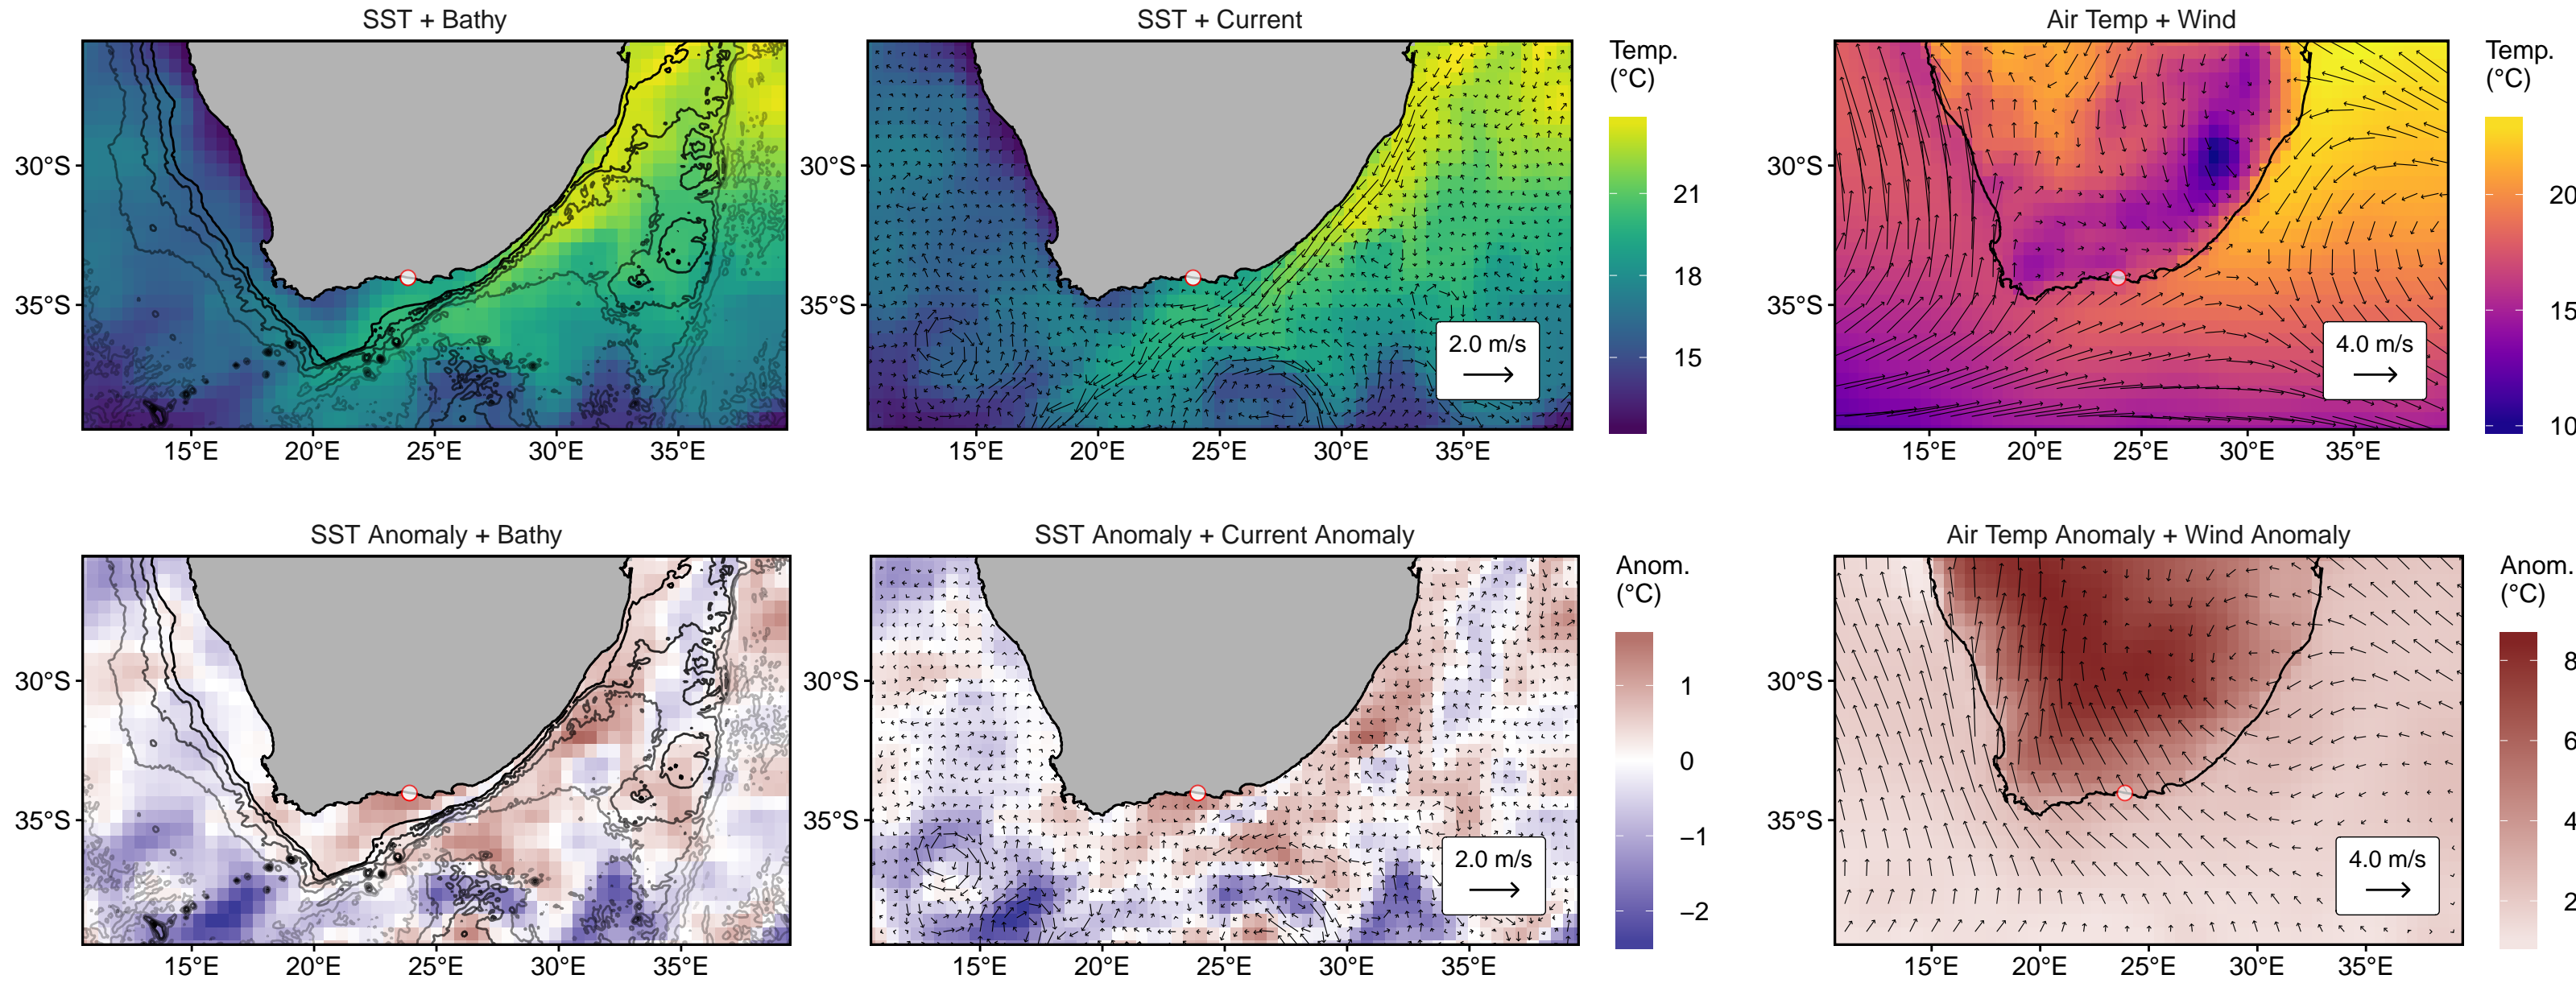 SST + Bathy
SST + Current
Air Temp + Wind
30°S
35°S
15°E 20°E 25°E 30°E 35°E
30°S
35°S
2.0 m/s
15°E 20°E 25°E 30°E 35°E
Temp.
(°C)
21
18
15
30°S
35°S
4.0 m/s
15°E 20°E 25°E 30°E 35°E
Temp.
(°C)
20
15
10
SST Anomaly + Bathy
SST Anomaly + Current Anomaly
Air Temp Anomaly + Wind Anomaly
30°S
35°S
15°E 20°E 25°E 30°E 35°E
30°S
35°S
2.0 m/s
15°E 20°E 25°E 30°E 35°E
Anom.
(°C)
1
0
−1
−2
30°S
35°S
4.0 m/s
15°E 20°E 25°E 30°E 35°E
Anom.
(°C)
8
6
4
2